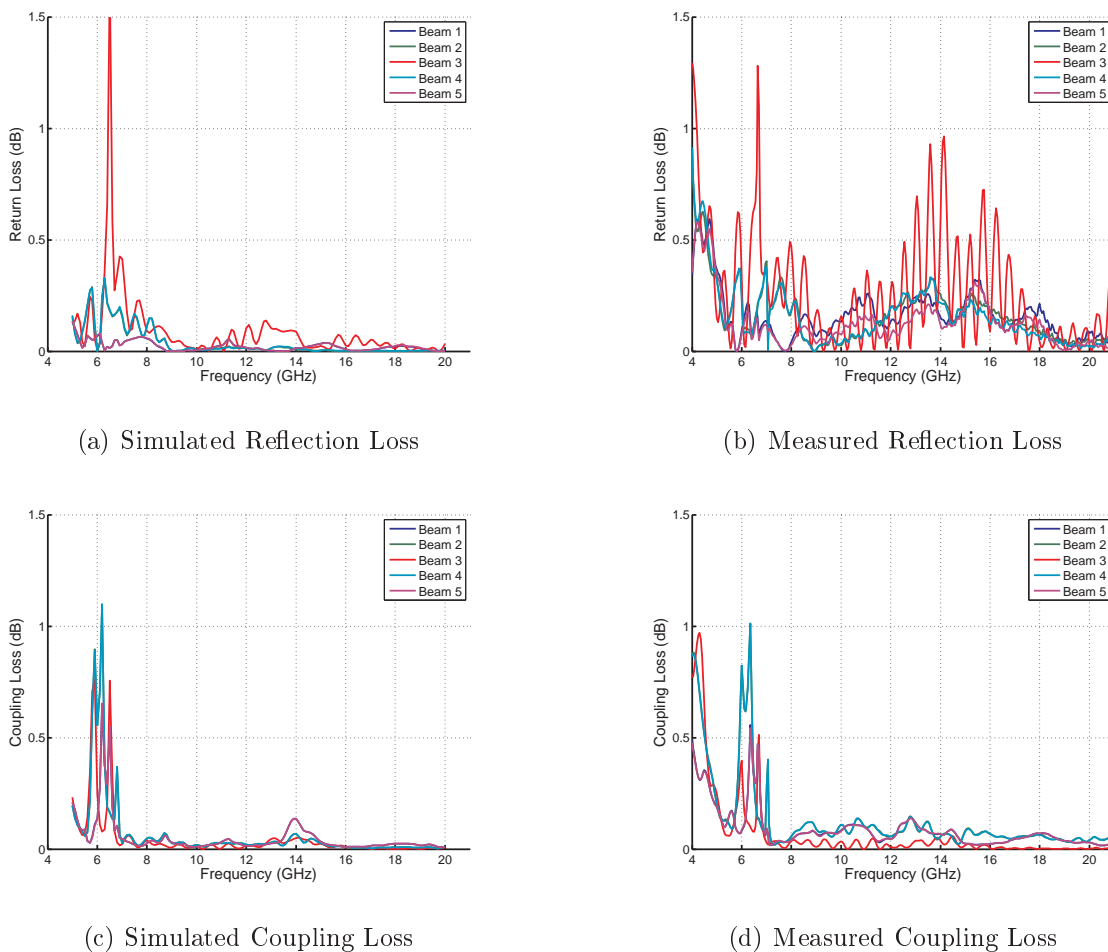 1.5
1
0.5
0
4 6 8 10 12 14 16 18 20
Return Loss (dB)
Frequency (GHz)
Beam 1
Beam 2
Beam 3
Beam 4
Beam 5
(a) Simulated Reflection Loss
1.5
1
0.5
0
4 6 8 10 12 14 16 18 20
Return Loss (dB)
Frequency (GHz)
Beam 1
Beam 2
Beam 3
Beam 4
Beam 5
(b) Measured Reflection Loss
1.5
1
0.5
0
4 6 8 10 12 14 16 18 20
Coupling Loss (dB)
Frequency (GHz)
Beam 1
Beam 2
Beam 3
Beam 4
Beam 5
(c) Simulated Coupling Loss
1.5
1
0.5
0
4 6 8 10 12 14 16 18 20
Coupling Loss (dB)
Frequency (GHz)
Beam 1
Beam 2
Beam 3
Beam 4
Beam 5
(d) Measured Coupling Loss